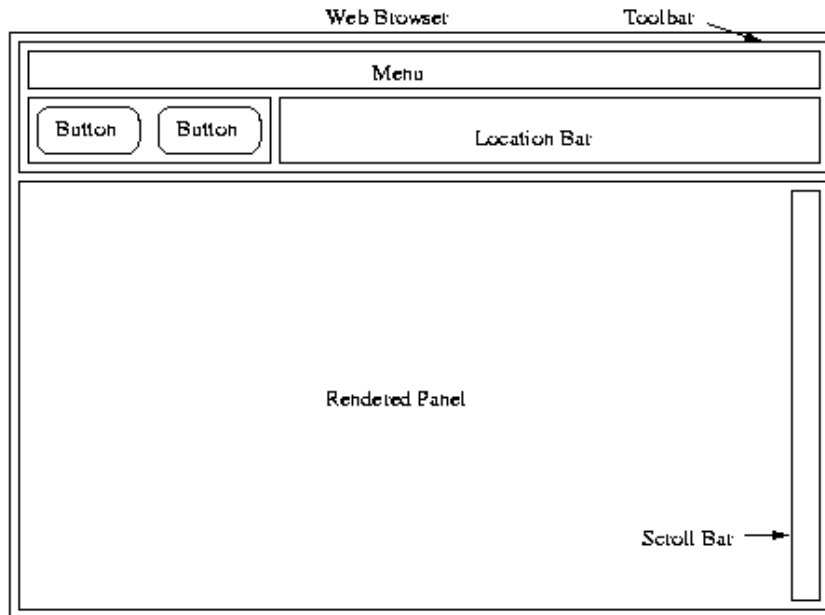 Web Browser
Toolbar
Menu
Button
Button
Location Bar
Rendered Panel
Scroll Bar